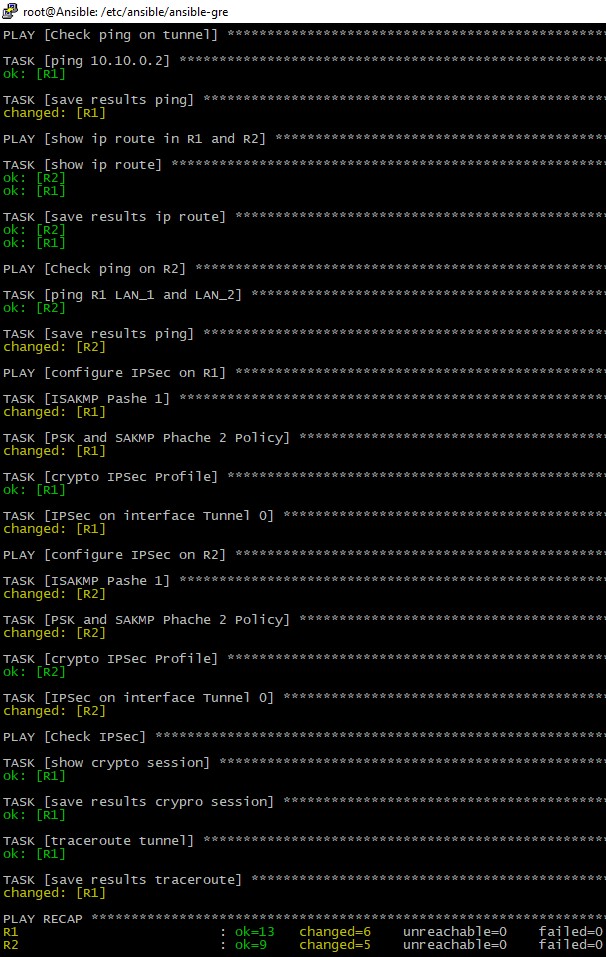 root@Ansible: /etc/ansible/ansible-gre
PLAY [Check ping on tunnel] ***********************************************
TASK [ping 10.10.0.2] *****************************************************
ok: [R1]
TASK [save results ping] **************************************************
changed: [R1]
PLAY [show ip route in R1 and R2] *****************************************
TASK [show ip route] ******************************************************
ok: [R2]
ok: [R1]
TASK [save results ip route] **********************************************
ok: [R2]
ok: [R1]
PLAY [Check ping on R2] ***************************************************
TASK [ping R1 LAN_1 and LAN_2] ********************************************
ok: [R2]
TASK [save results ping] **************************************************
changed: [R2]
PLAY [configure IPSec on R1] **********************************************
TASK [ISAKMP Pashe 1] *****************************************************
changed: [R1]
TASK [PSK and SAKMP Phache 2 Policy] **************************************
changed: [R1]
TASK [crypto IPSec Profile] ***********************************************
ok: [R1]
TASK [IPSec on interface Tunnel 0] ****************************************
changed: [R1]
PLAY [configure IPSec on R2] **********************************************
TASK [ISAKMP Pashe 1] *****************************************************
changed: [R2]
TASK [PSK and SAKMP Phache 2 Policy] **************************************
changed: [R2]
TASK [crypto IPSec Profile] ***********************************************
ok: [R2]
TASK [IPSec on interface Tunnel 0] ****************************************
changed: [R2]
PLAY [Check IPSec] ********************************************************
TASK [show crypto session] ************************************************
ok: [R1]
TASK [save results crypro session] ****************************************
ok: [R1]
TASK [traceroute tunnel] **************************************************
ok: [R1]
TASK [save results traceroute] ********************************************
changed: [R1]
PLAY RECAP ****************************************************************
R1 : ok=13 changed=6 unreachable=0 failed=0
R2 : ok=9 changed=5 unreachable=0 failed=0